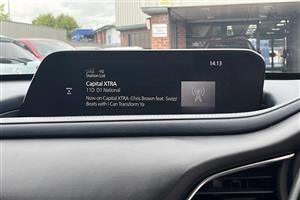 14:13
Station List
Capital XTRA
11D D1 National
Now on Capital XTRA: Chris Brown feat. Swizz
Beats with I Can Transform Ya